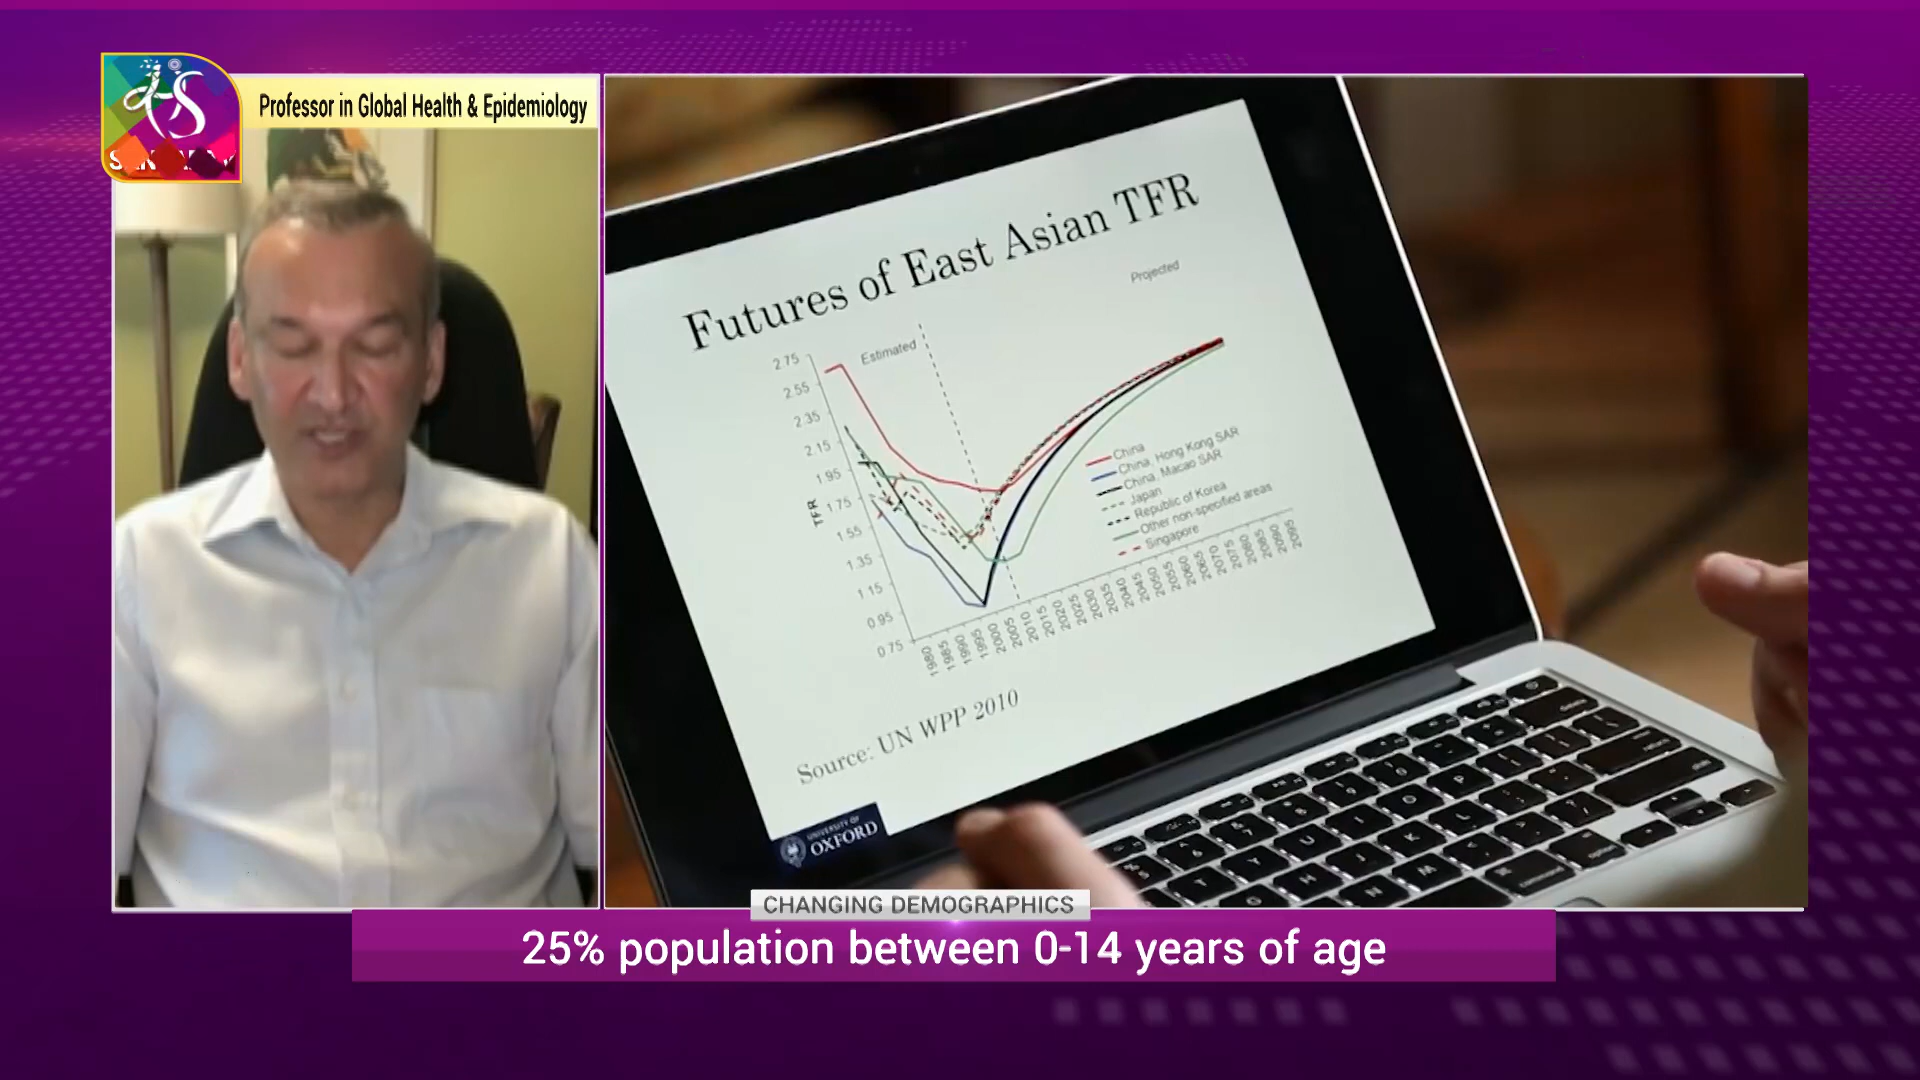 Professor in Global Health & Epidemiology
Futures of East Asian TFR
Projected
Estimated
2.75
2.55
2.35
2.15
1.95
1.75
1.55
1.35
1.15
0.95
0.75
TFR
China
China, Hong Kong SAR
China, Macao SAR
Japan
Republic of Korea
Other non-specified areas
Singapore
1980 1985 1990 1995 2000 2005 2010 2015 2020 2025 2030 2035 2040 2045 2050 2055 2060 2065 2070 2075 2080 2085 2090 2095
Source: UN WPP 2010
UNIVERSITY OF
OXFORD
CHANGING DEMOGRAPHICS
25% population between 0-14 years of age